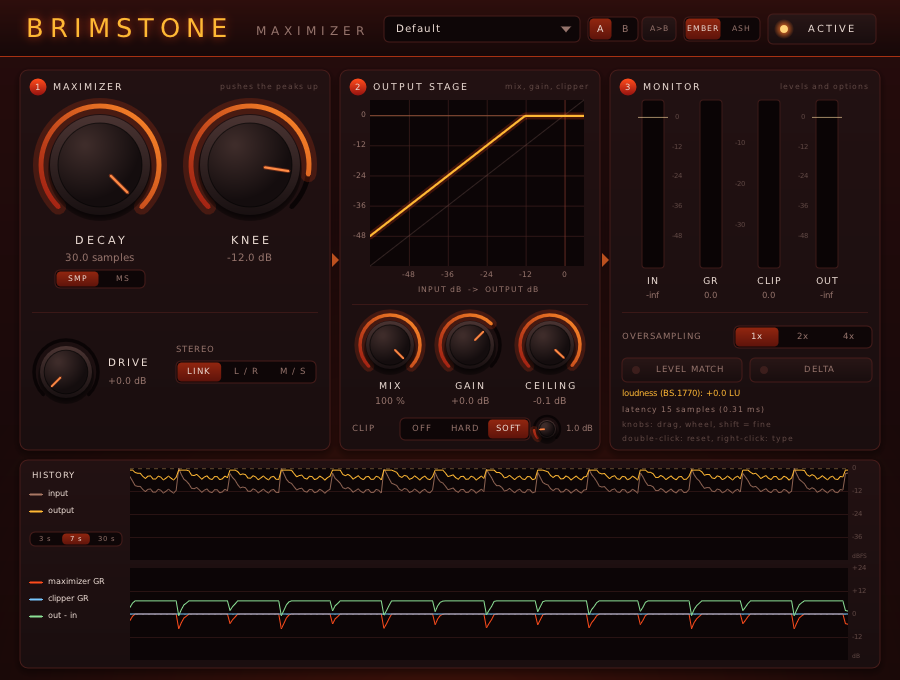 BRIMSTONE MAXIMIZER Default A B A>B EMBER ASH ACTIVE
1 MAXIMIZER pushes the peaks up
DECAY KNEE
30.0 samples -12.0 dB
SMP MS
DRIVE
+0.0 dB
STEREO
LINK L / R M / S
2 OUTPUT STAGE mix, gain, clipper
0
-12
-24
-36
-48
-48 -36 -24 -12 0
INPUT dB -> OUTPUT dB
MIX GAIN CEILING
100 % +0.0 dB -0.1 dB
CLIP OFF HARD SOFT 1.0 dB
3 MONITOR levels and options
0 0
-12 -10 -12
-24 -20 -24
-36 -30 -36
-48 -48
IN GR CLIP OUT
-inf 0.0 0.0 -inf
OVERSAMPLING 1x 2x 4x
LEVEL MATCH DELTA
loudness (BS.1770): +0.0 LU
latency 15 samples (0.31 ms)
knobs: drag, wheel, shift = fine
double-click: reset, right-click: type
HISTORY
input
output
3 s 7 s 30 s
0
-12
-24
-36
dBFS
maximizer GR
clipper GR
out - in
+24
+12
0
-12
dB